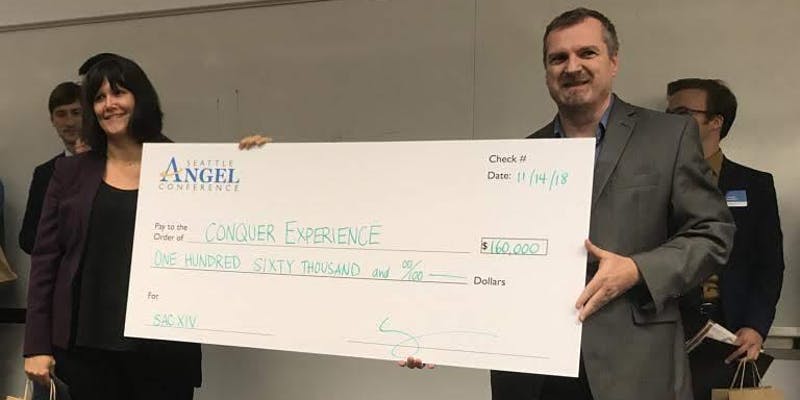 SEATTLE
ANGEL
CONFERENCE
Check #
Date: 11/14/18
Pay to the
Order of CONQUER EXPERIENCE $ 160,000
ONE HUNDRED SIXTY THOUSAND and 00/100 Dollars
For
SAC XIV